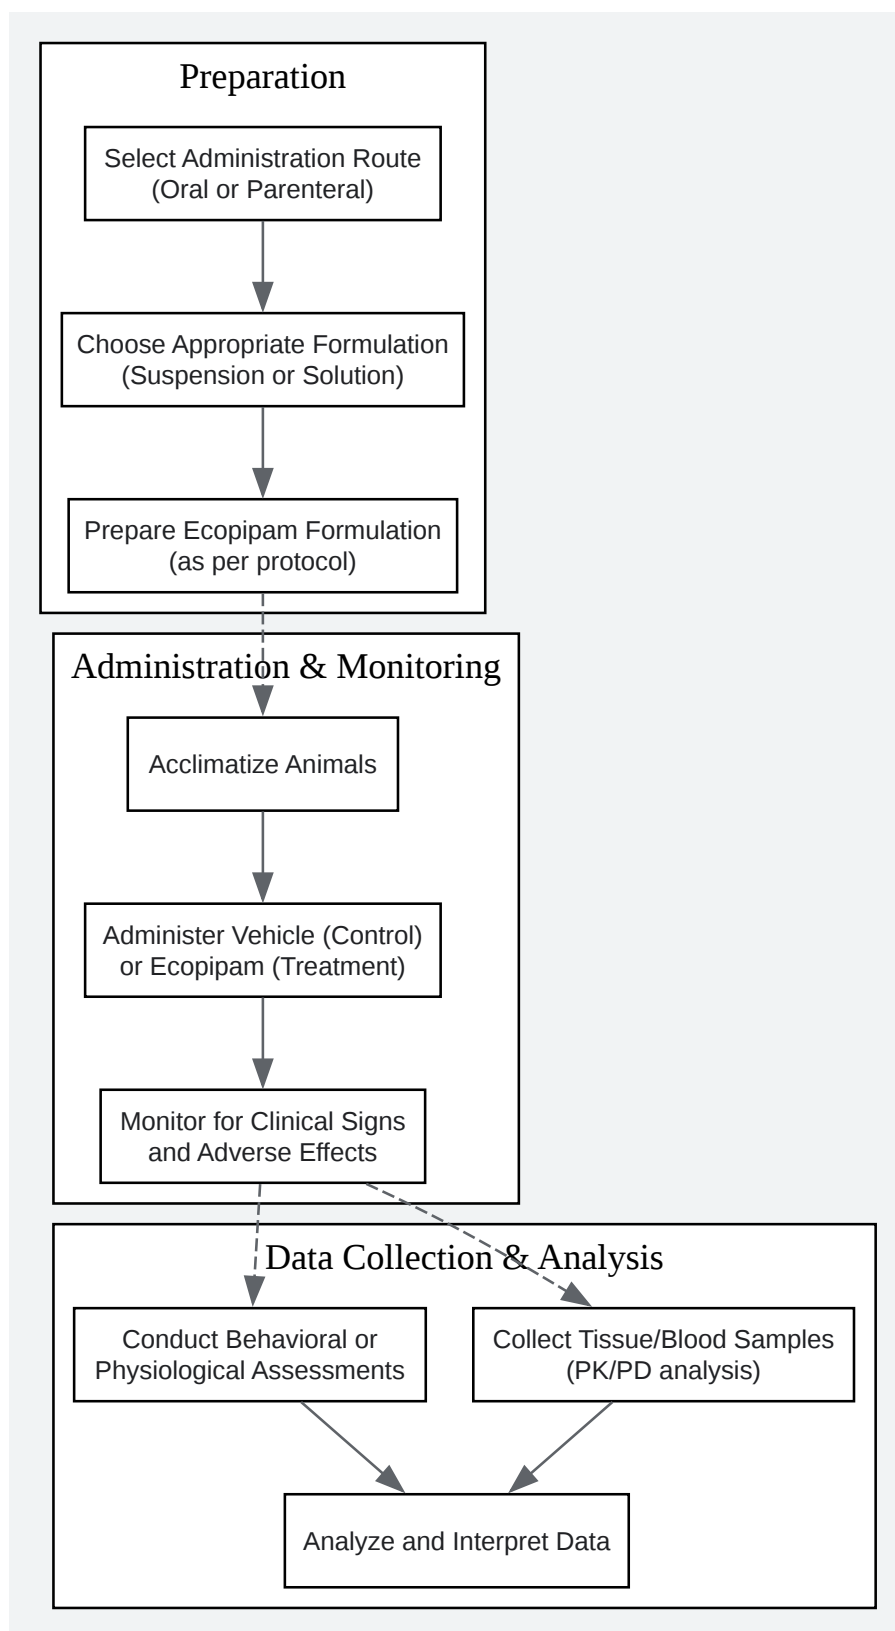 Preparation
Select Administration Route
(Oral or Parenteral)
Choose Appropriate Formulation
(Suspension or Solution)
Prepare Ecopipam Formulation
(as per protocol)
Administration & Monitoring
Acclimatize Animals
Administer Vehicle (Control)
or Ecopipam (Treatment)
Monitor for Clinical Signs
and Adverse Effects
Data Collection & Analysis
Conduct Behavioral or
Physiological Assessments
Collect Tissue/Blood Samples
(PK/PD analysis)
Analyze and Interpret Data